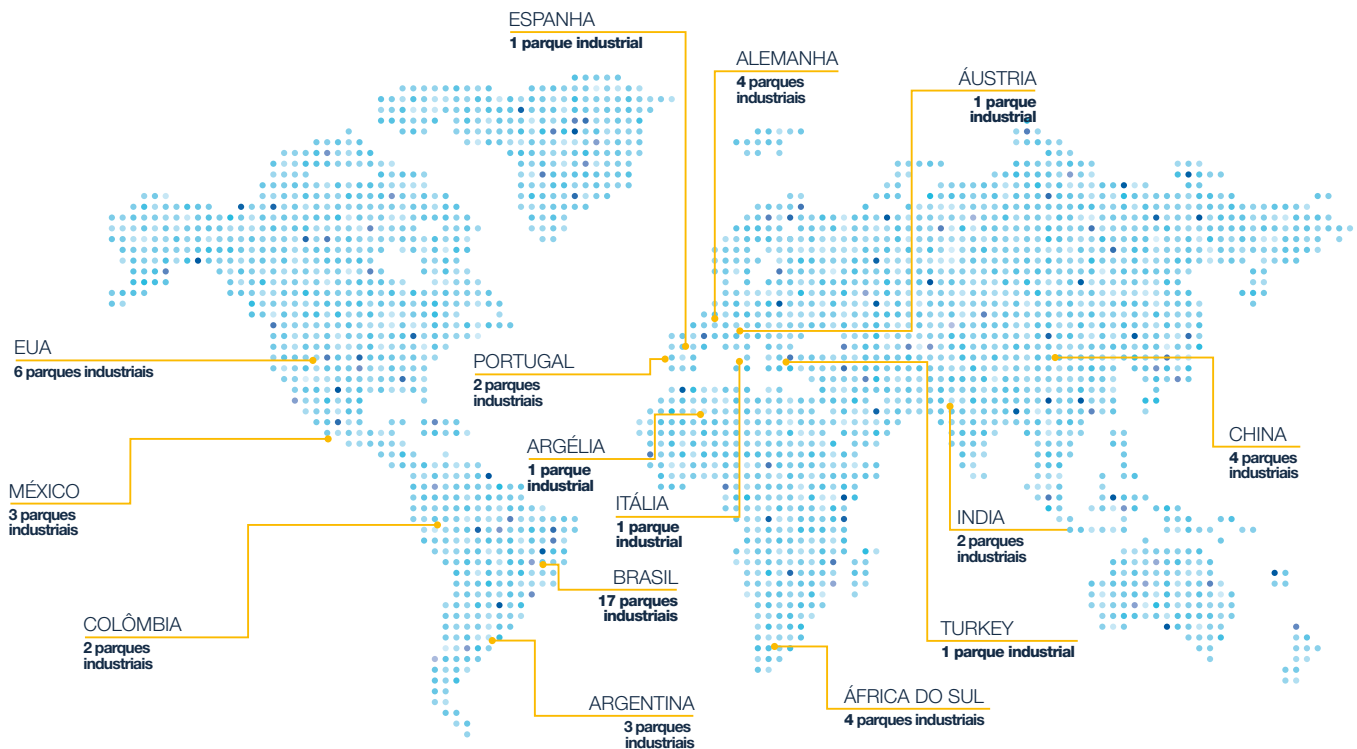 ESPANHA
1 parque industrial
ALEMANHA
4 parques
industriais
ÁUSTRIA
1 parque
industrial
EUA
6 parques industriais
PORTUGAL
2 parques
industriais
ARGÉLIA
1 parque
industrial
CHINA
4 parques
industriais
MÉXICO
3 parques
industriais
ITÁLIA
1 parque
industrial
INDIA
2 parques
industriais
BRASIL
17 parques
industriais
COLÔMBIA
2 parques
industriais
TURKEY
1 parque industrial
ARGENTINA
3 parques
industriais
ÁFRICA DO SUL
4 parques industriais